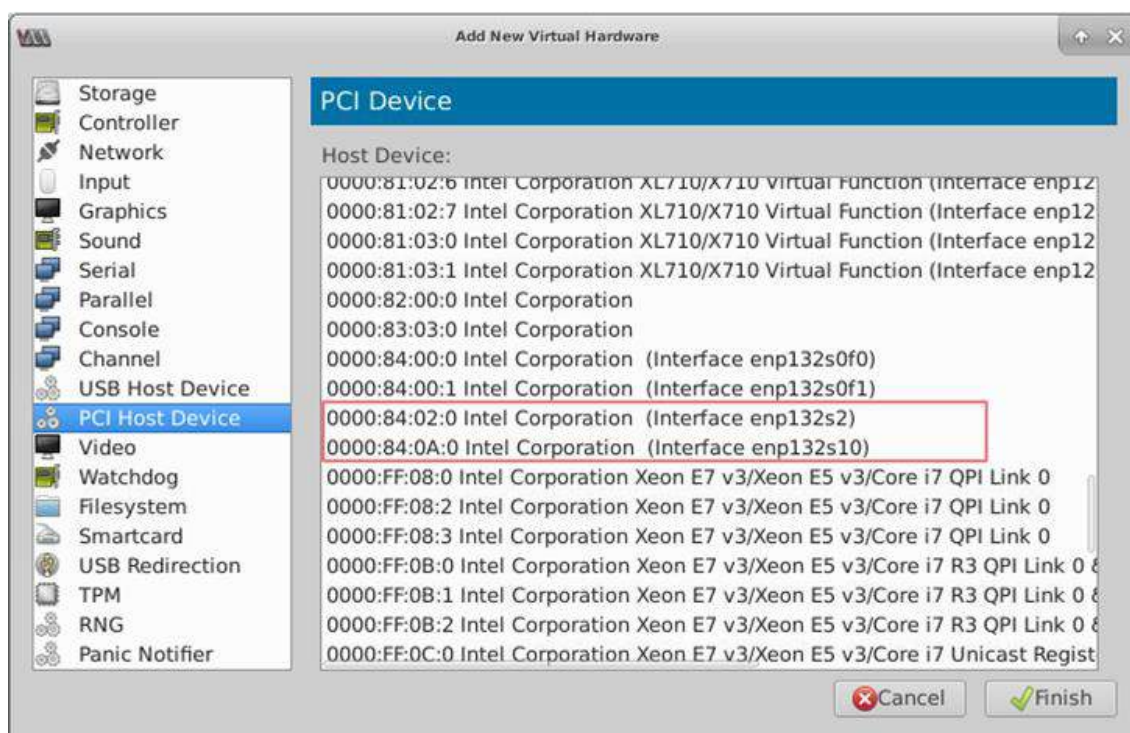 Add New Virtual Hardware
Storage
Controller
Network
Input
Graphics
Sound
Serial
Parallel
Console
Channel
USB Host Device
PCI Host Device
Video
Watchdog
Filesystem
Smartcard
USB Redirection
TPM
RNG
Panic Notifier
PCI Device
Host Device:
0000:81:02:6 Intel Corporation XL710/X710 Virtual Function (Interface enp12
0000:81:02:7 Intel Corporation XL710/X710 Virtual Function (Interface enp12
0000:81:03:0 Intel Corporation XL710/X710 Virtual Function (Interface enp12
0000:81:03:1 Intel Corporation XL710/X710 Virtual Function (Interface enp12
0000:82:00:0 Intel Corporation
0000:83:03:0 Intel Corporation
0000:84:00:0 Intel Corporation  (Interface enp132s0f0)
0000:84:00:1 Intel Corporation  (Interface enp132s0f1)
0000:84:02:0 Intel Corporation  (Interface enp132s2)
0000:84:0A:0 Intel Corporation  (Interface enp132s10)
0000:FF:08:0 Intel Corporation Xeon E7 v3/Xeon E5 v3/Core i7 QPI Link 0
0000:FF:08:2 Intel Corporation Xeon E7 v3/Xeon E5 v3/Core i7 QPI Link 0
0000:FF:08:3 Intel Corporation Xeon E7 v3/Xeon E5 v3/Core i7 QPI Link 0
0000:FF:0B:0 Intel Corporation Xeon E7 v3/Xeon E5 v3/Core i7 R3 QPI Link 0 &
0000:FF:0B:1 Intel Corporation Xeon E7 v3/Xeon E5 v3/Core i7 R3 QPI Link 0 &
0000:FF:0B:2 Intel Corporation Xeon E7 v3/Xeon E5 v3/Core i7 R3 QPI Link 0 &
0000:FF:0C:0 Intel Corporation Xeon E7 v3/Xeon E5 v3/Core i7 Unicast Regist
Cancel
Finish